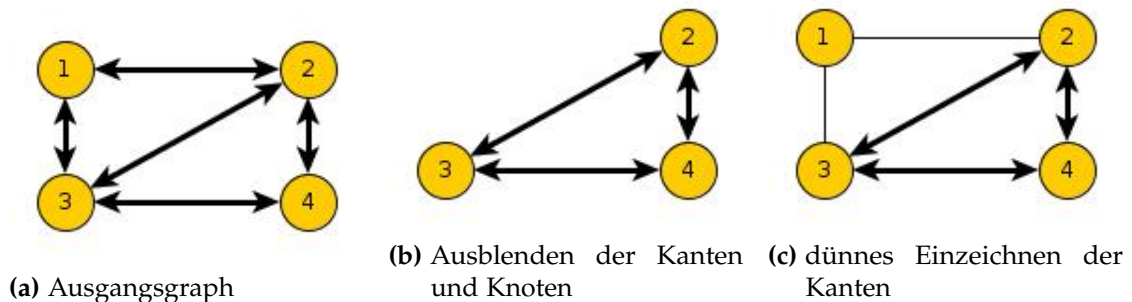 1
2
3
4
2
3
4
1
2
3
4
(a) Ausgangsgraph
(b) Ausblenden der Kanten
und Knoten
(c) dünnes Einzeichnen der
Kanten